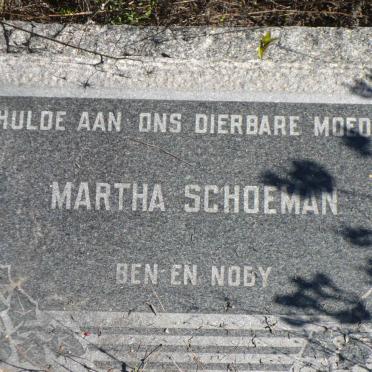 HULDE AAN ONS DIERBARE MOED
MARTHA SCHOEMAN
BEN EN NOBY